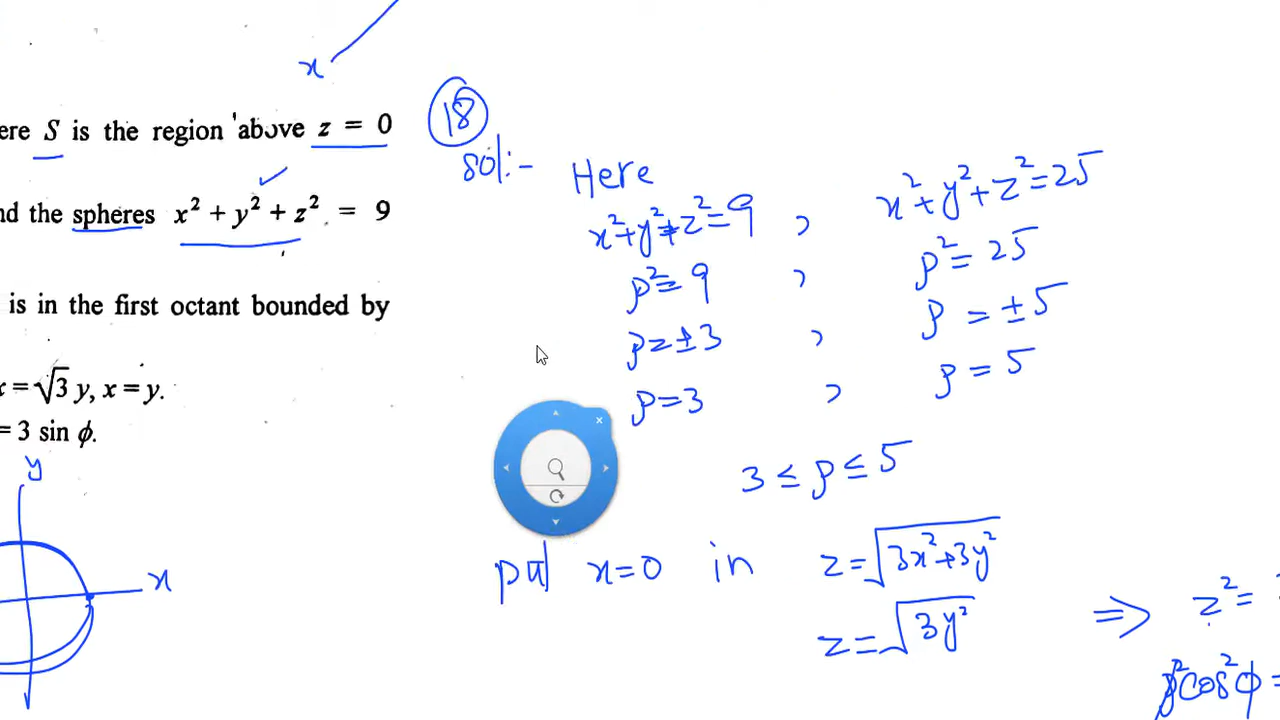 x
ere S is the region above z = 0
nd the spheres x² + y² + z² = 9
is in the first octant bounded by
x = √3 y, x = y.
= 3 sin ϕ.
y
x
18
sol:- Here
x²+y²+z²=9 , x²+y²+z²=25
ρ²=9 , ρ²=25
ρ=±3 , ρ=±5
ρ=3 , ρ=5
3 ≤ ρ ≤ 5
put x=0 in z=√3x²+3y²
z=√3y² ⇒ z²=
ρ²cos²ϕ=